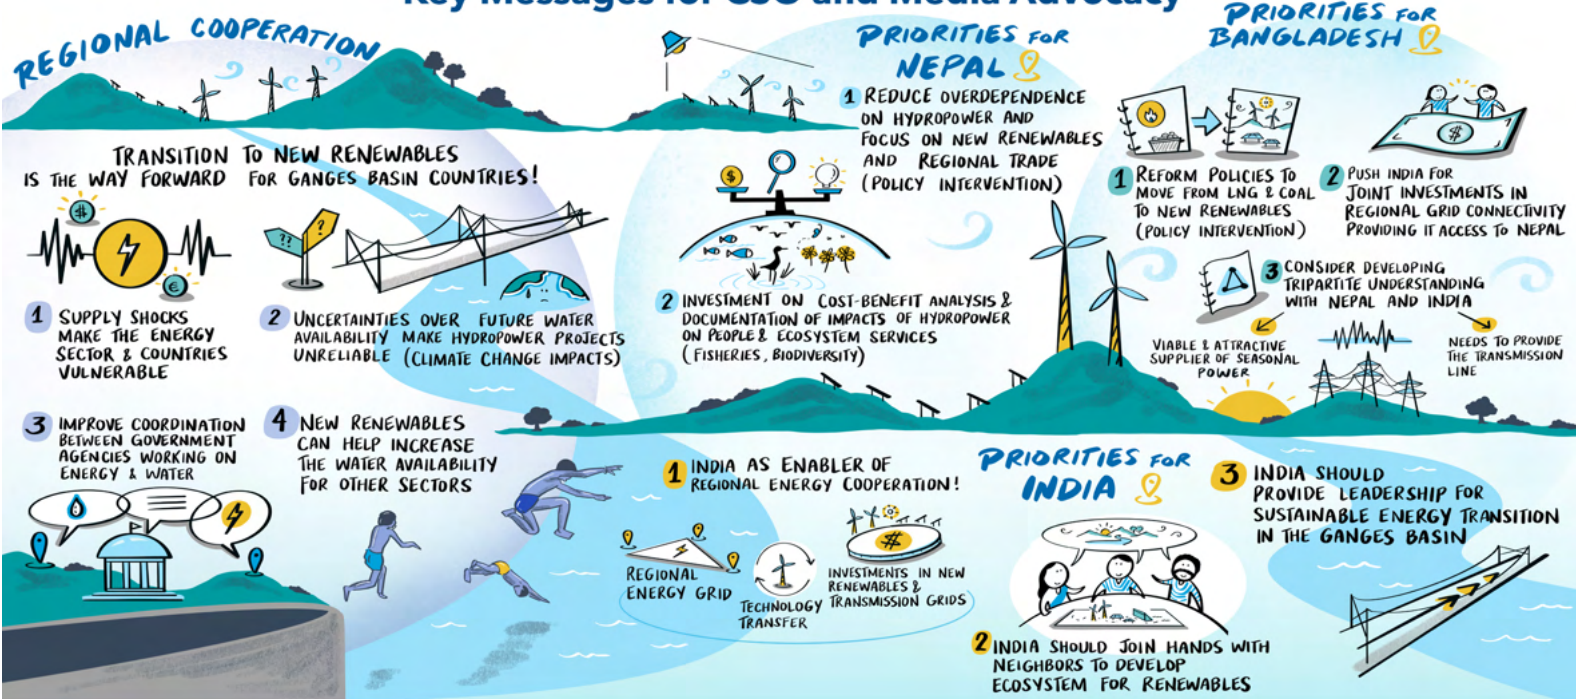 Key Messages for CSO and Media Advocacy
REGIONAL COOPERATION
TRANSITION TO NEW RENEWABLES
IS THE WAY FORWARD FOR GANGES BASIN COUNTRIES!
1 SUPPLY SHOCKS
MAKE THE ENERGY
SECTOR & COUNTRIES
VULNERABLE
??
?
2 UNCERTAINTIES OVER FUTURE WATER
AVAILABILITY MAKE HYDROPOWER PROJECTS
UNRELIABLE (CLIMATE CHANGE IMPACTS)
3 IMPROVE COORDINATION
BETWEEN GOVERNMENT
AGENCIES WORKING ON
ENERGY & WATER
4 NEW RENEWABLES
CAN HELP INCREASE
THE WATER AVAILABILITY
FOR OTHER SECTORS
PRIORITIES FOR
NEPAL
1 REDUCE OVERDEPENDENCE
ON HYDROPOWER AND
FOCUS ON NEW RENEWABLES
AND REGIONAL TRADE
(POLICY INTERVENTION)
$
2 INVESTMENT ON COST-BENEFIT ANALYSIS &
DOCUMENTATION OF IMPACTS OF HYDROPOWER
ON PEOPLE & ECOSYSTEM SERVICES
(FISHERIES, BIODIVERSITY)
PRIORITIES FOR
BANGLADESH
1 REFORM POLICIES TO
MOVE FROM LNG & COAL
TO NEW RENEWABLES
(POLICY INTERVENTION)
$
2 PUSH INDIA FOR
JOINT INVESTMENTS IN
REGIONAL GRID CONNECTIVITY
PROVIDING IT ACCESS TO NEPAL
3 CONSIDER DEVELOPING
TRIPARTITE UNDERSTANDING
WITH NEPAL AND INDIA
VIABLE & ATTRACTIVE
SUPPLIER OF SEASONAL
POWER
NEEDS TO PROVIDE
THE TRANSMISSION
LINE
PRIORITIES FOR
INDIA
1 INDIA AS ENABLER OF
REGIONAL ENERGY COOPERATION!
REGIONAL
ENERGY GRID
TECHNOLOGY
TRANSFER
INVESTMENTS IN NEW
RENEWABLES &
TRANSMISSION GRIDS
2 INDIA SHOULD JOIN HANDS WITH
NEIGHBORS TO DEVELOP
ECOSYSTEM FOR RENEWABLES
3 INDIA SHOULD
PROVIDE LEADERSHIP FOR
SUSTAINABLE ENERGY TRANSITION
IN THE GANGES BASIN